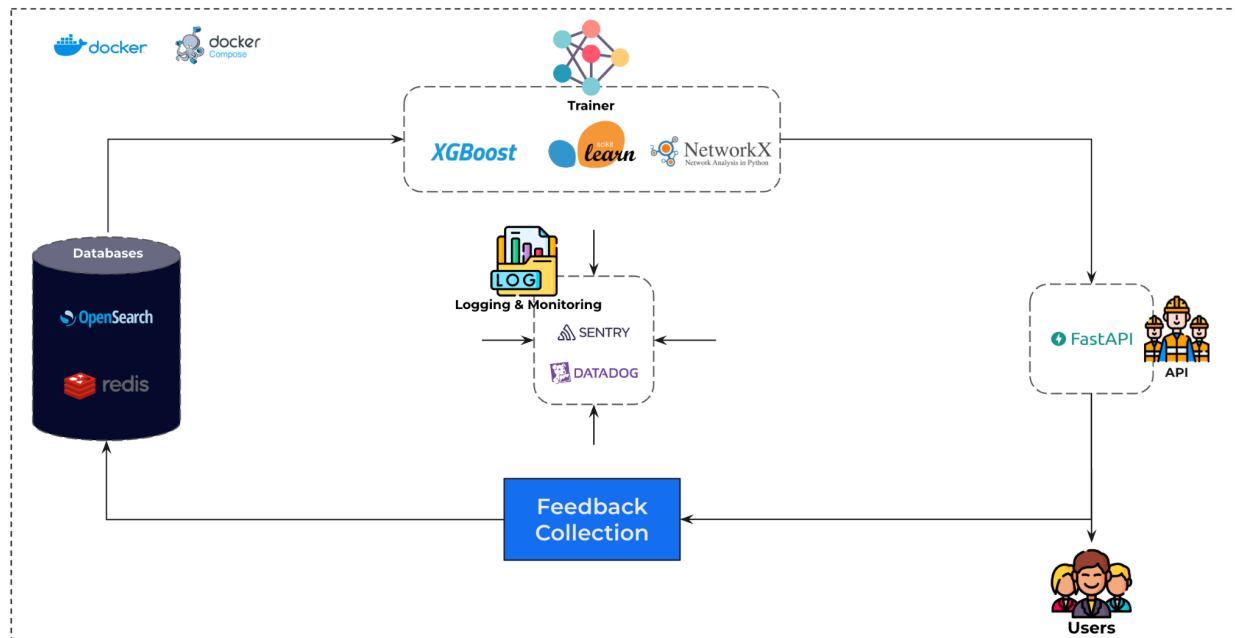 docker
docker
Compose
Trainer
XGBoost
scikit
learn
NetworkX
Network Analysis in Python
Databases
OpenSearch
redis
LOG
Logging & Monitoring
SENTRY
DATADOG
FastAPI
API
Feedback
Collection
Users